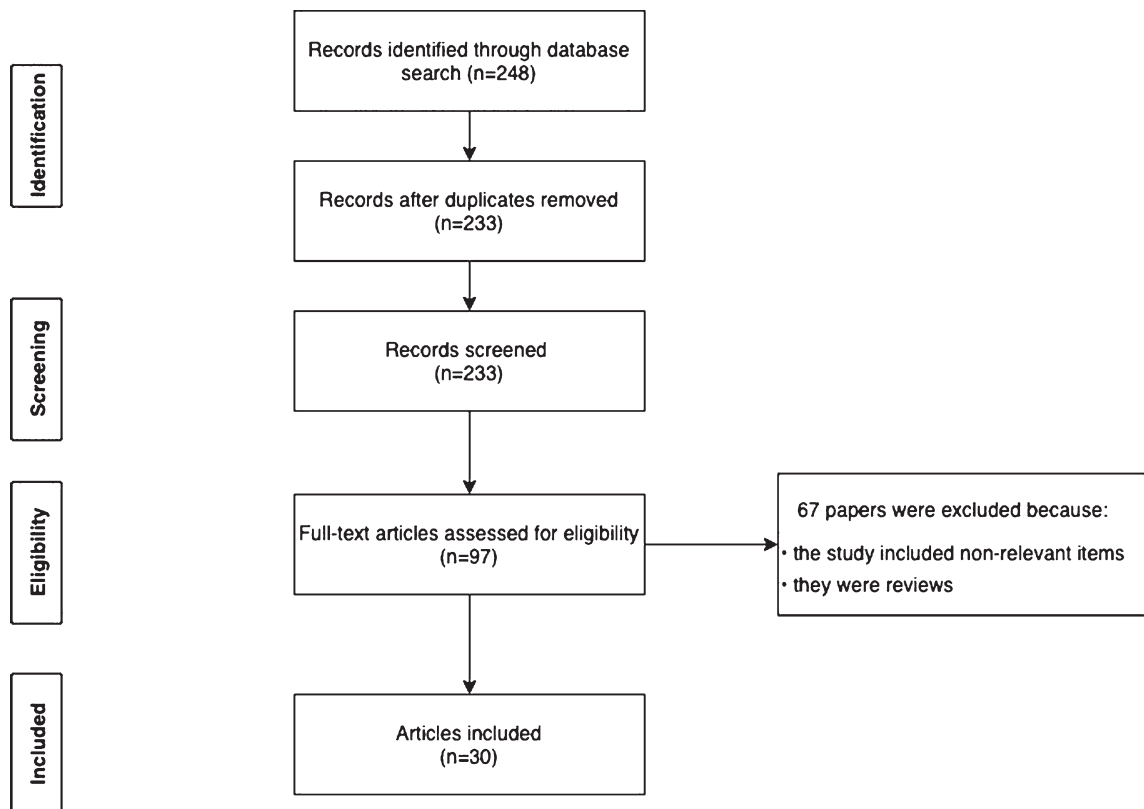 Identification
Records identified through database
search (n=248)
Records after duplicates removed
(n=233)
Screening
Records screened
(n=233)
Eligibility
Full-text articles assessed for eligibility
(n=97)
67 papers were excluded because:
• the study included non-relevant items
• they were reviews
Included
Articles included
(n=30)